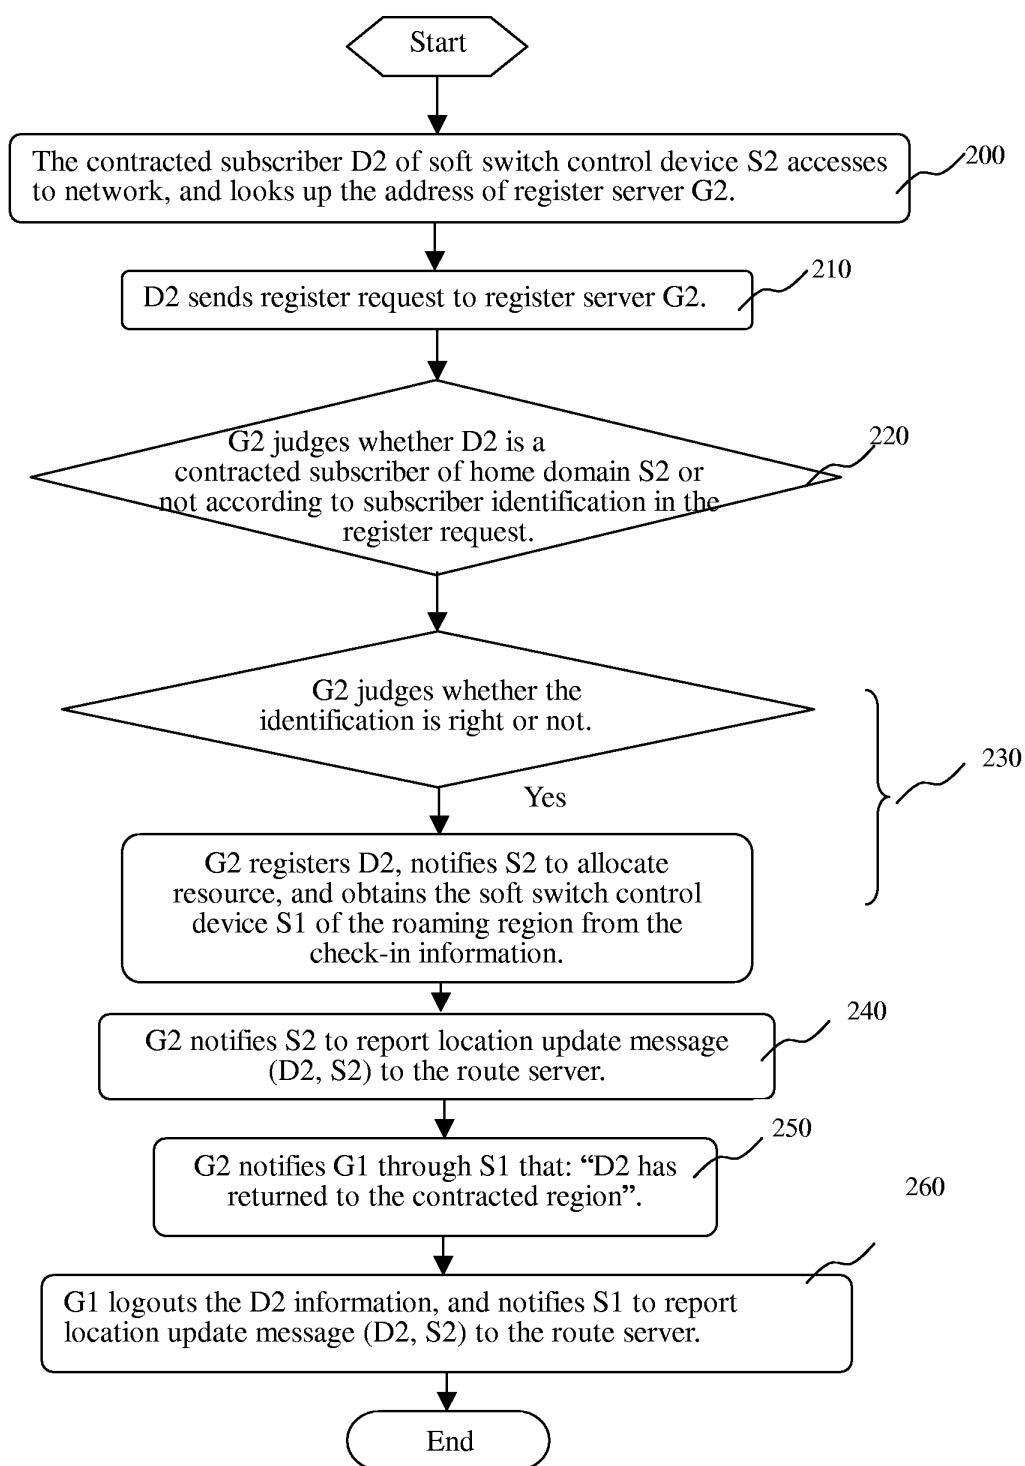 Start
The contracted subscriber D2 of soft switch control device S2 accesses
to network, and looks up the address of register server G2.
200
D2 sends register request to register server G2.
210
G2 judges whether D2 is a
contracted subscriber of home domain S2 or
not according to subscriber identification in the
register request.
220
G2 judges whether the
identification is right or not.
230
Yes
G2 registers D2, notifies S2 to allocate
resource, and obtains the soft switch control
device S1 of the roaming region from the
check-in information.
G2 notifies S2 to report location update message
(D2, S2) to the route server.
240
G2 notifies G1 through S1 that: “D2 has
returned to the contracted region”.
250
260
G1 logouts the D2 information, and notifies S1 to report
location update message (D2, S2) to the route server.
End